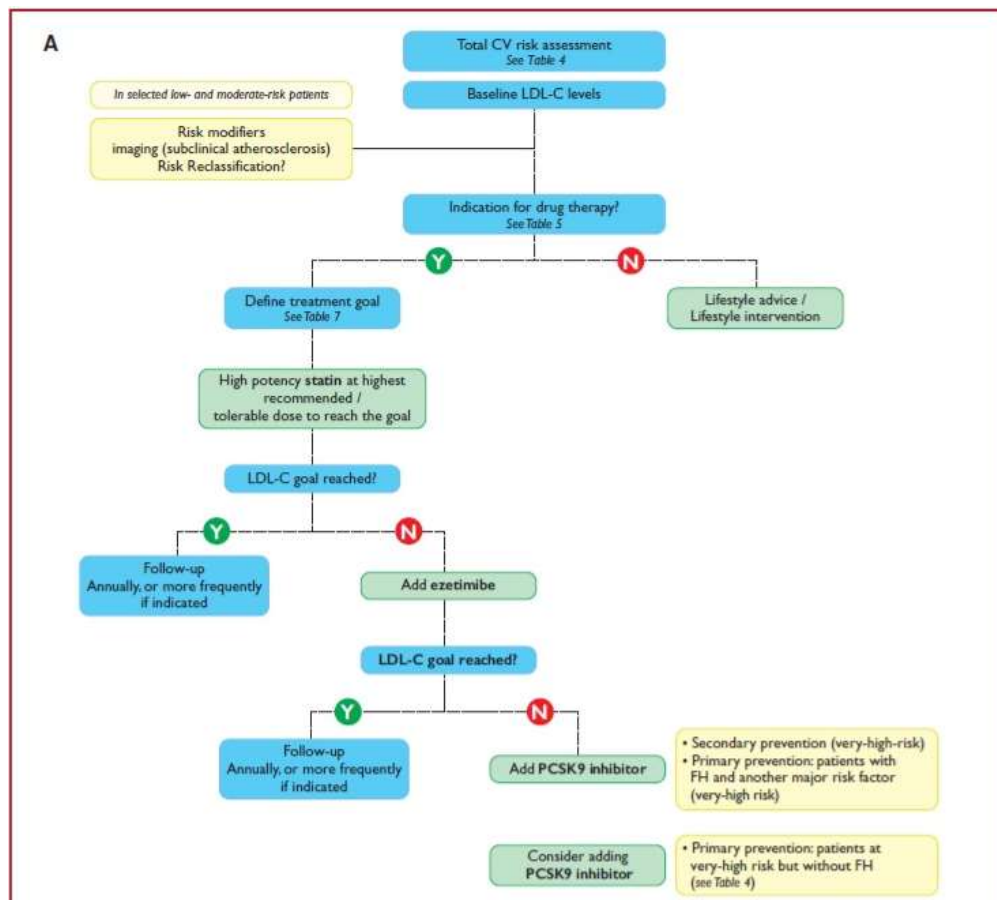 A
Total CV risk assessment
See Table 4
In selected low- and moderate-risk patients
Baseline LDL-C levels
Risk modifiers
imaging (subclinical atherosclerosis)
Risk Reclassification?
Indication for drug therapy?
See Table 5
Y
N
Define treatment goal
See Table 7
Lifestyle advice /
Lifestyle intervention
High potency statin at highest
recommended /
tolerable dose to reach the goal
LDL-C goal reached?
Y
N
Follow-up
Annually, or more frequently
if indicated
Add ezetimibe
LDL-C goal reached?
Y
N
Follow-up
Annually, or more frequently
if indicated
Add PCSK9 inhibitor
• Secondary prevention (very-high-risk)
• Primary prevention: patients with
FH and another major risk factor
(very-high risk)
Consider adding
PCSK9 inhibitor
• Primary prevention: patients at
very-high risk but without FH
(see Table 4)